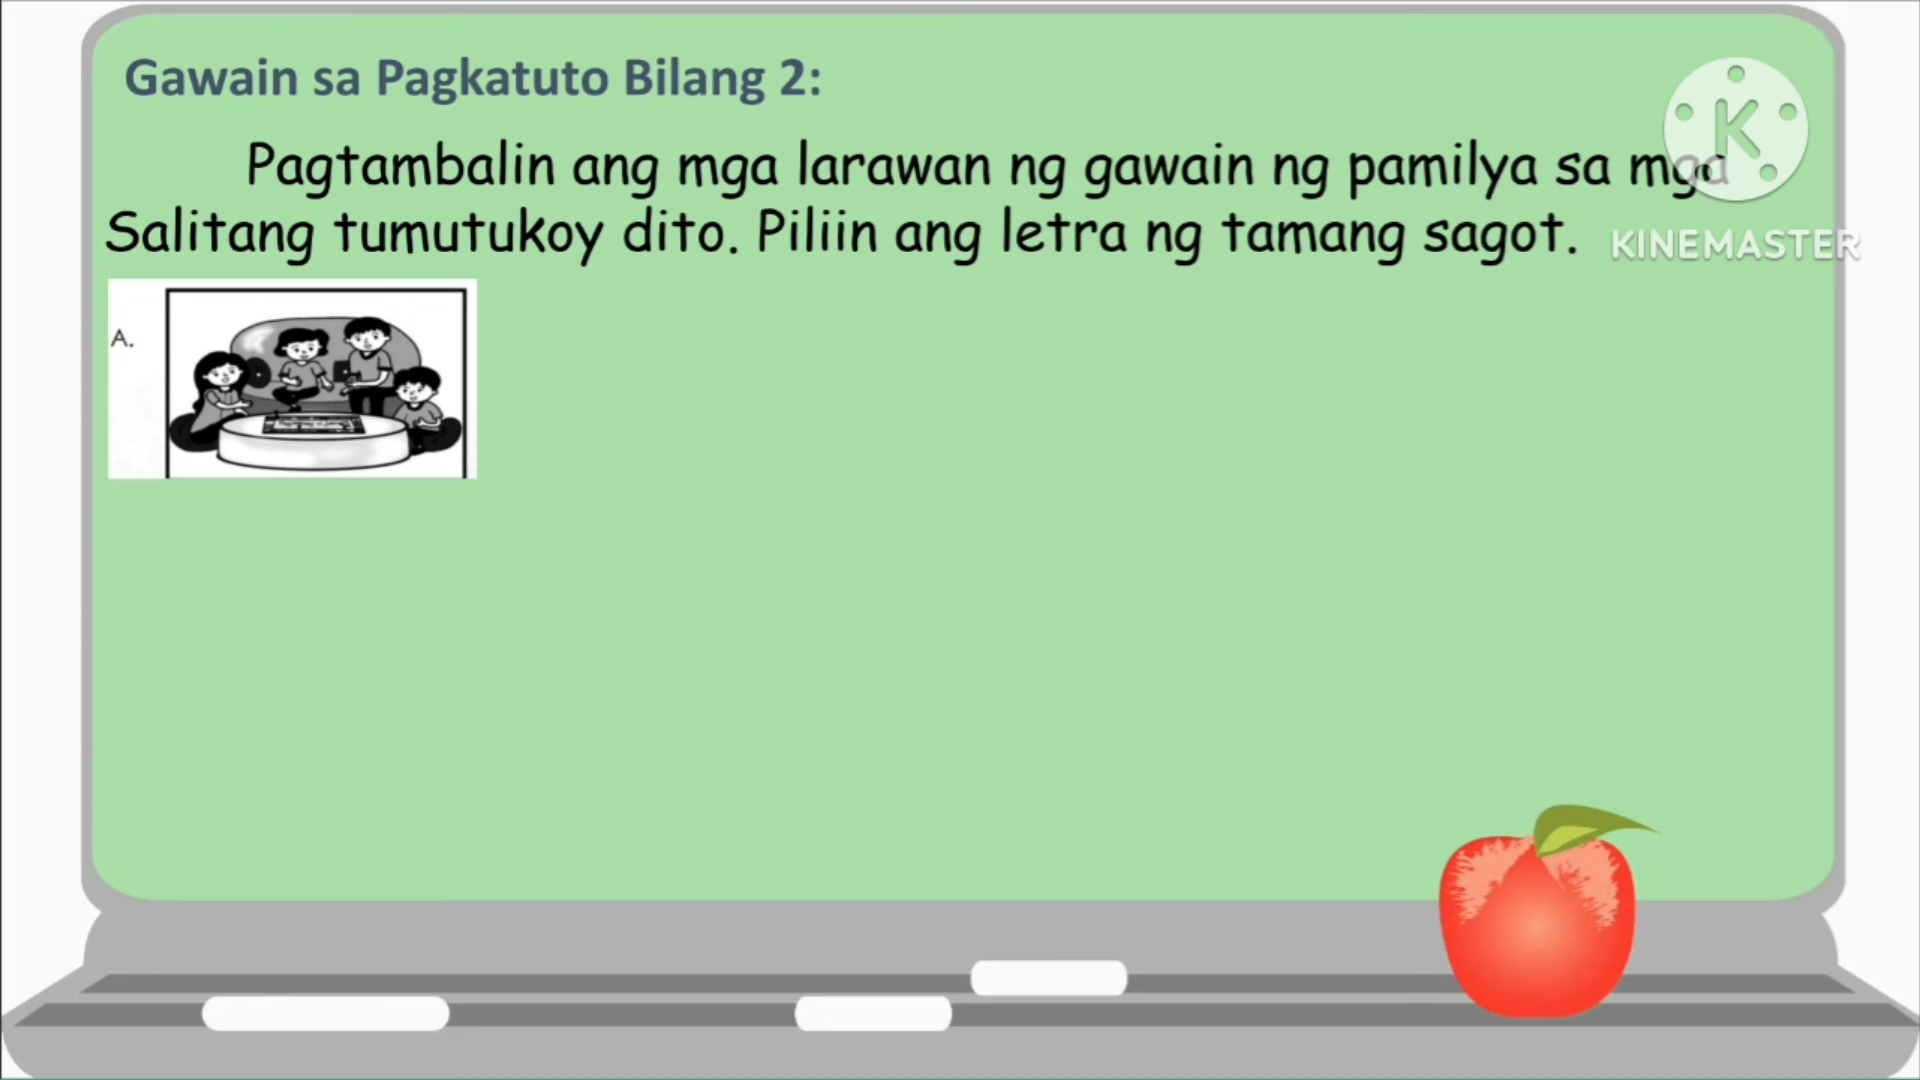 Gawain sa Pagkatuto Bilang 2:
Pagtambalin ang mga larawan ng gawain ng pamilya sa mga
Salitang tumutukoy dito. Piliin ang letra ng tamang sagot.
K
KINEMASTER
A.